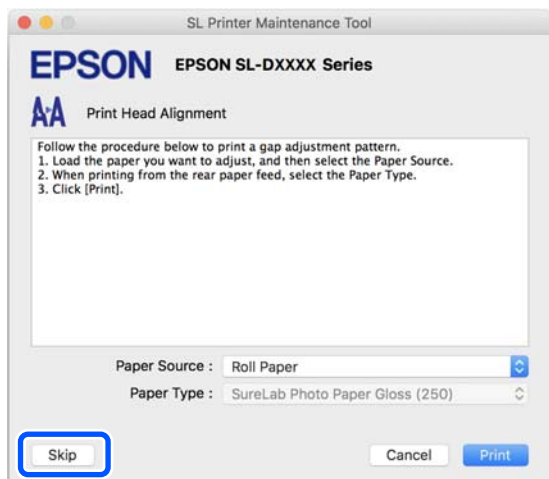 SL Printer Maintenance Tool
EPSON EPSON SL-DXXXX Series
Print Head Alignment
Follow the procedure below to print a gap adjustment pattern.
1. Load the paper you want to adjust, and then select the Paper Source.
2. When printing from the rear paper feed, select the Paper Type.
3. Click [Print].
Paper Source : Roll Paper
Paper Type : SureLab Photo Paper Gloss (250)
Skip Cancel Print